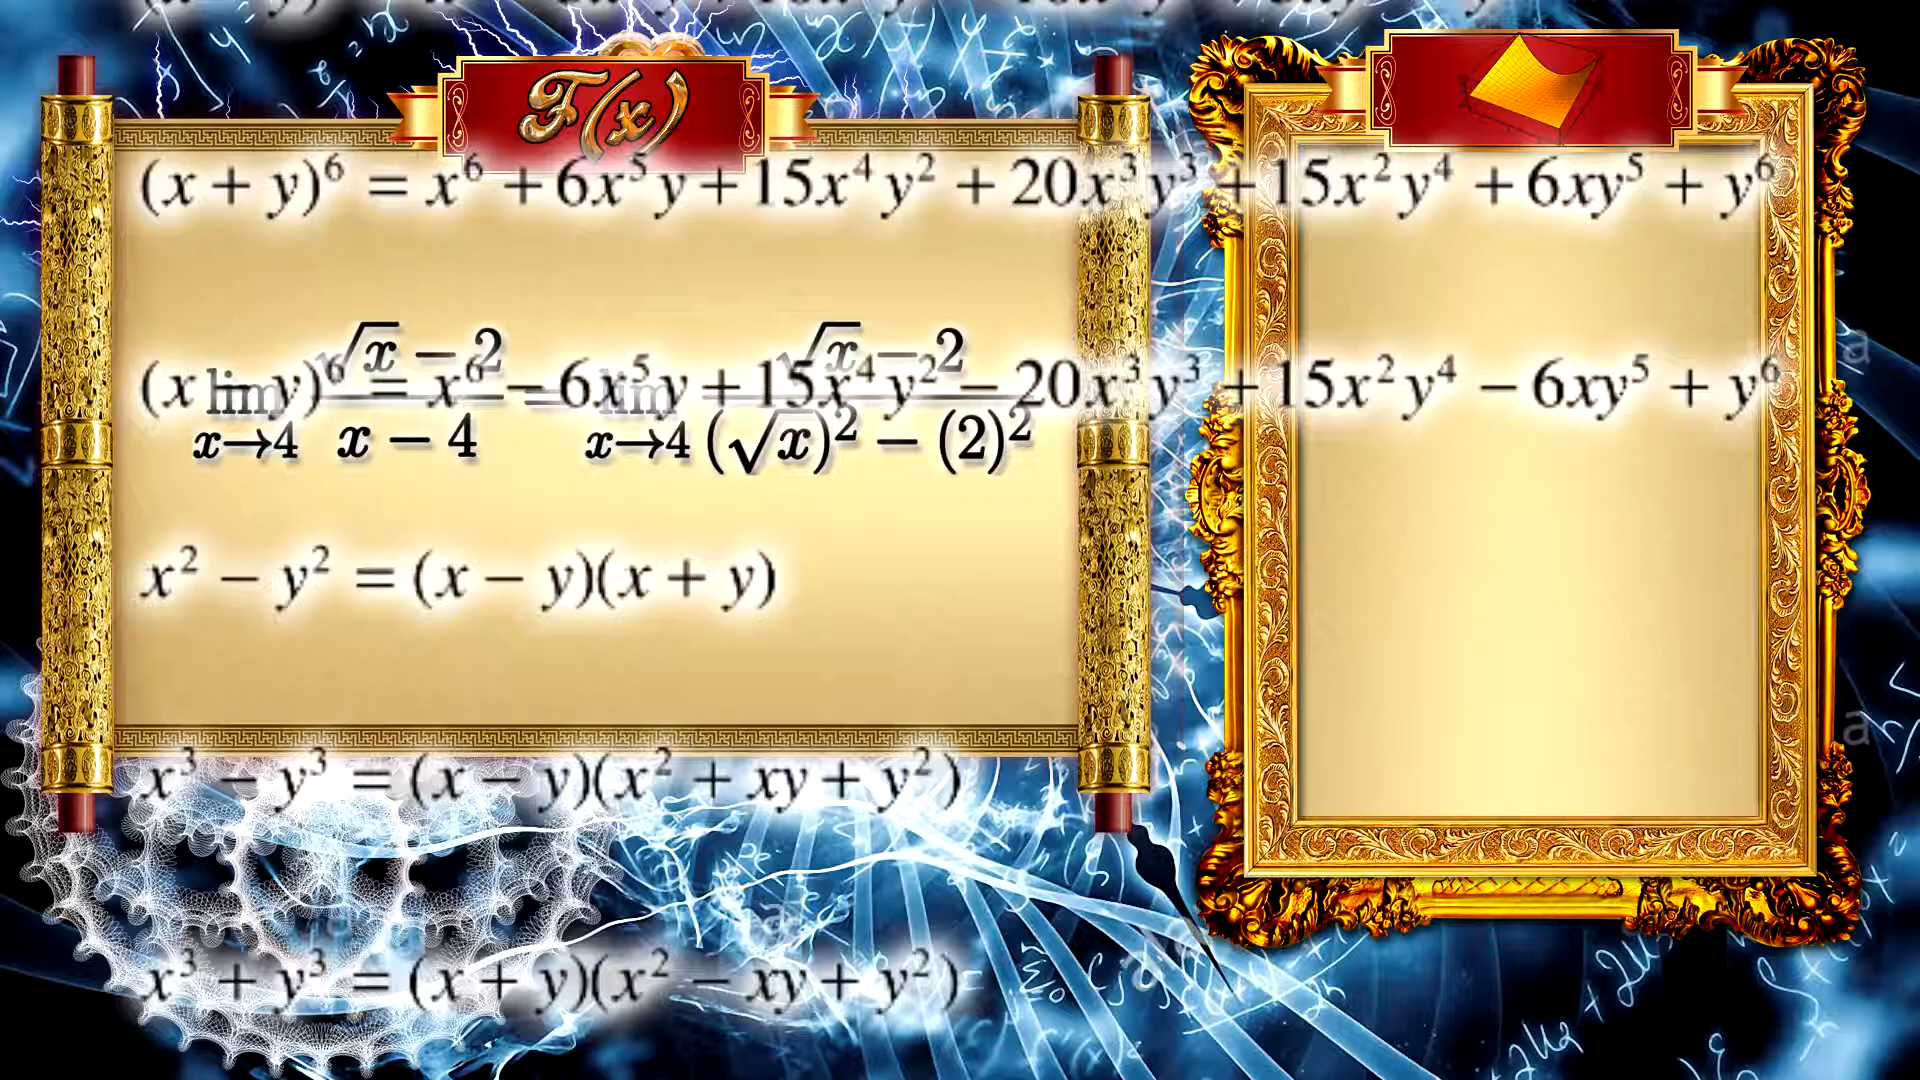 F(x)
(x + y)⁶ = x⁶ + 6x⁵y + 15x⁴y² + 20x³y³ + 15x²y⁴ + 6xy⁵ + y⁶
(x − y)⁶ = x⁶ − 6x⁵y + 15x⁴y² − 20x³y³ + 15x²y⁴ − 6xy⁵ + y⁶
lim x→4 (√x − 2)/(x − 4) = lim x→4 (√x − 2)/((√x)² − (2)²)
x² − y² = (x − y)(x + y)
x³ − y³ = (x − y)(x² + xy + y²)
x³ + y³ = (x + y)(x² − xy + y²)